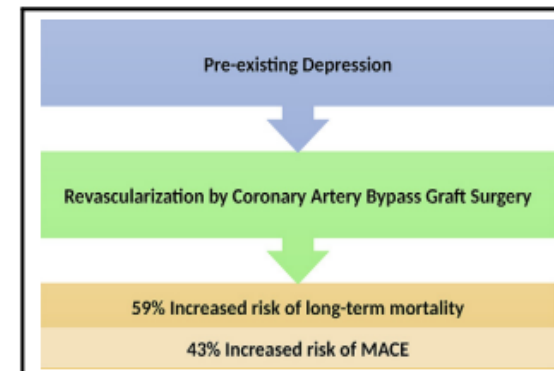 Pre-existing Depression
Revascularization by Coronary Artery Bypass Graft Surgery
59% Increased risk of long-term mortality
43% Increased risk of MACE